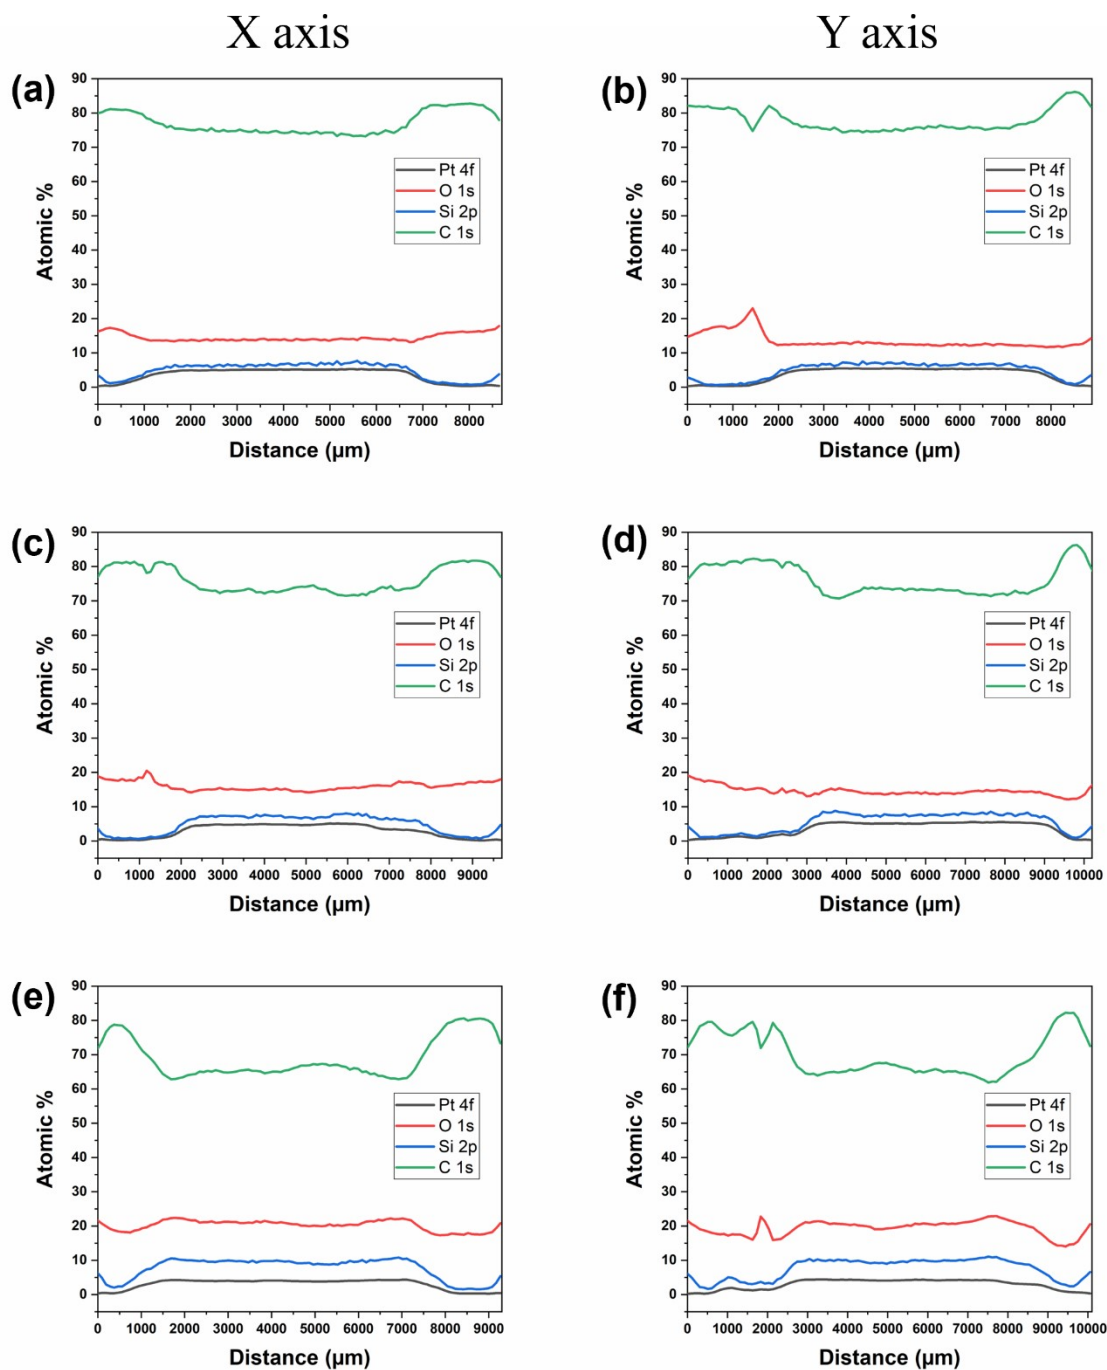 X axis
Y axis
(a)
90
80
70
60
50
40
30
20
10
0
Atomic %
Pt 4f
O 1s
Si 2p
C 1s
0 1000 2000 3000 4000 5000 6000 7000 8000
Distance (µm)
(b)
90
80
70
60
50
40
30
20
10
0
Atomic %
Pt 4f
O 1s
Si 2p
C 1s
0 1000 2000 3000 4000 5000 6000 7000 8000
Distance (µm)
(c)
90
80
70
60
50
40
30
20
10
0
Atomic %
Pt 4f
O 1s
Si 2p
C 1s
0 1000 2000 3000 4000 5000 6000 7000 8000 9000
Distance (µm)
(d)
90
80
70
60
50
40
30
20
10
0
Atomic %
Pt 4f
O 1s
Si 2p
C 1s
0 1000 2000 3000 4000 5000 6000 7000 8000 9000 10000
Distance (µm)
(e)
90
80
70
60
50
40
30
20
10
0
Atomic %
Pt 4f
O 1s
Si 2p
C 1s
0 1000 2000 3000 4000 5000 6000 7000 8000 9000
Distance (µm)
(f)
90
80
70
60
50
40
30
20
10
0
Atomic %
Pt 4f
O 1s
Si 2p
C 1s
0 1000 2000 3000 4000 5000 6000 7000 8000 9000 10000
Distance (µm)